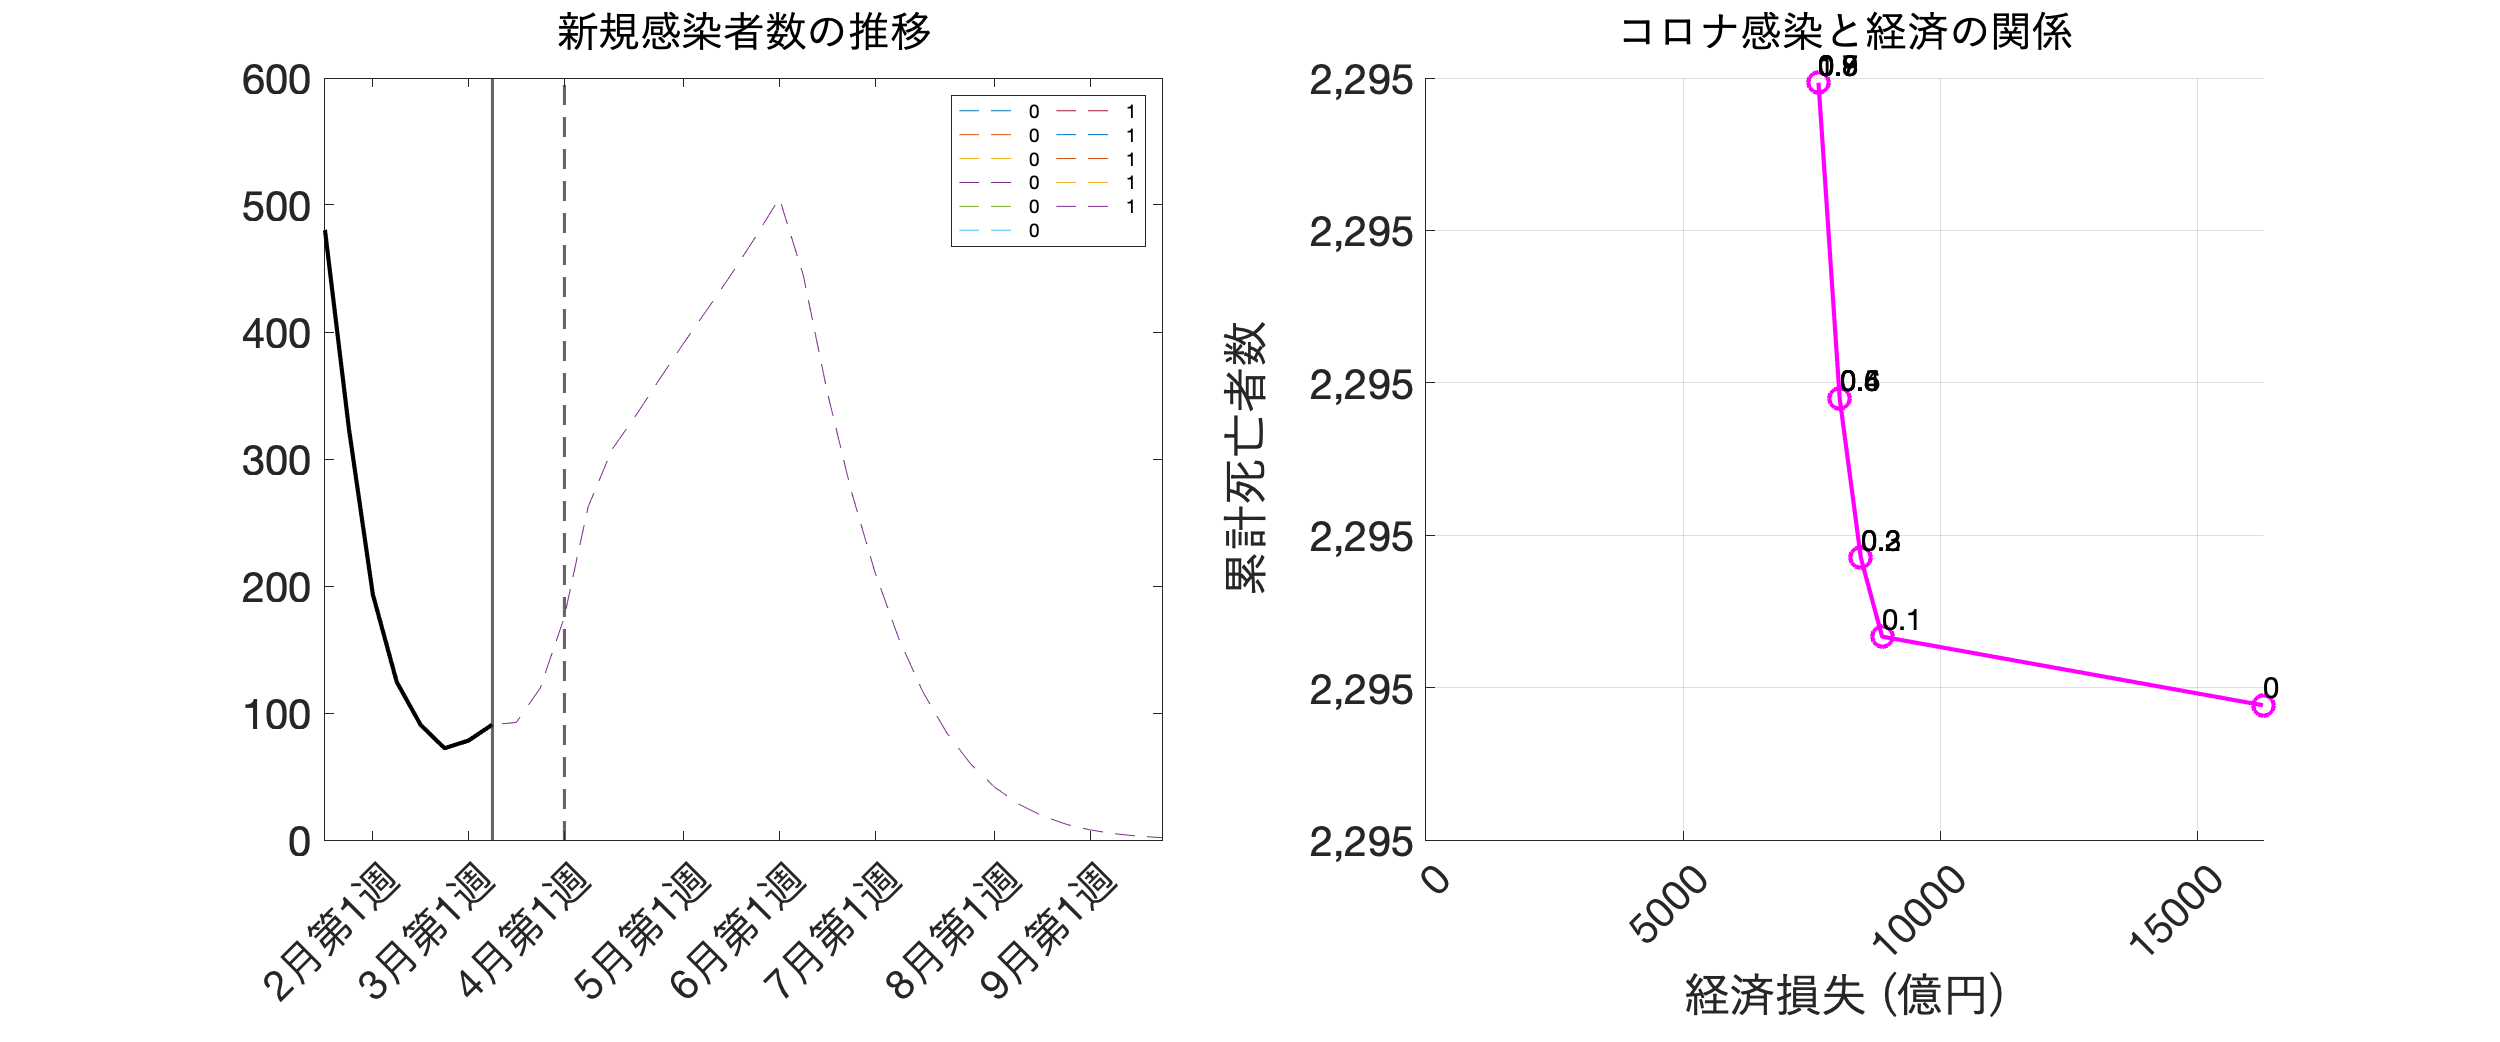 新規感染者数の推移
600
500
400
300
200
100
0
0 1
0 1
0 1
0 1
0 1
0
2月第1週
3月第1週
4月第1週
5月第1週
6月第1週
7月第1週
8月第1週
9月第1週
コロナ感染と経済の関係
累計死亡者数
2,295
2,295
2,295
2,295
2,295
2,295
0.1
0
0
5000
10000
15000
経済損失 (億円)